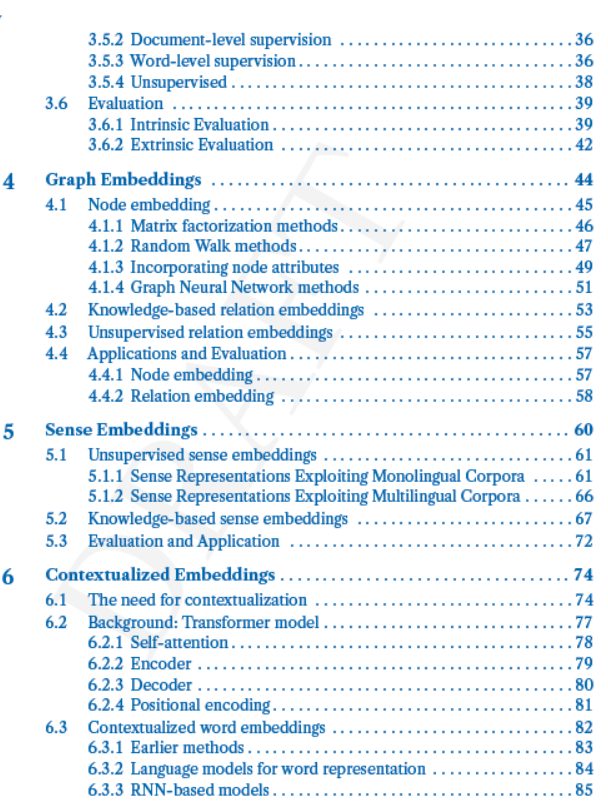 3.5.2 Document-level supervision ........................... 36
3.5.3 Word-level supervision ........................... 36
3.5.4 Unsupervised ........................... 38
3.6 Evaluation ........................... 39
3.6.1 Intrinsic Evaluation ........................... 39
3.6.2 Extrinsic Evaluation ........................... 42
4 Graph Embeddings ........................... 44
4.1 Node embedding ........................... 45
4.1.1 Matrix factorization methods ........................... 46
4.1.2 Random Walk methods ........................... 47
4.1.3 Incorporating node attributes ........................... 49
4.1.4 Graph Neural Network methods ........................... 51
4.2 Knowledge-based relation embeddings ........................... 53
4.3 Unsupervised relation embeddings ........................... 55
4.4 Applications and Evaluation ........................... 57
4.4.1 Node embedding ........................... 57
4.4.2 Relation embedding ........................... 58
5 Sense Embeddings ........................... 60
5.1 Unsupervised sense embeddings ........................... 61
5.1.1 Sense Representations Exploiting Monolingual Corpora ..... 61
5.1.2 Sense Representations Exploiting Multilingual Corpora ...... 66
5.2 Knowledge-based sense embeddings ........................... 67
5.3 Evaluation and Application ........................... 72
6 Contextualized Embeddings ........................... 74
6.1 The need for contextualization ........................... 74
6.2 Background: Transformer model ........................... 77
6.2.1 Self-attention ........................... 78
6.2.2 Encoder ........................... 79
6.2.3 Decoder ........................... 80
6.2.4 Positional encoding ........................... 81
6.3 Contextualized word embeddings ........................... 82
6.3.1 Earlier methods ........................... 83
6.3.2 Language models for word representation ................. 84
6.3.3 RNN-based models ........................... 85
DRAFT